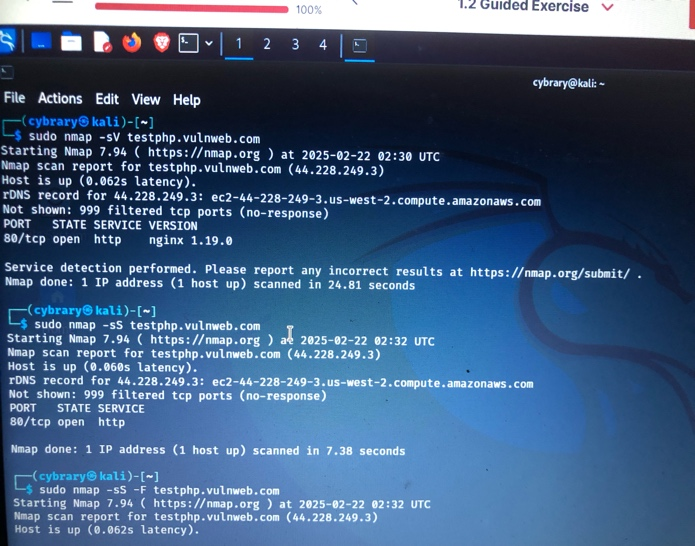 100%
1.2 Guided Exercise
1 2 3 4
cybrary@kali: ~
File Actions Edit View Help
┌──(cybrary㉿kali)-[~]
└─$ sudo nmap -sV testphp.vulnweb.com
Starting Nmap 7.94 ( https://nmap.org ) at 2025-02-22 02:30 UTC
Nmap scan report for testphp.vulnweb.com (44.228.249.3)
Host is up (0.062s latency).
rDNS record for 44.228.249.3: ec2-44-228-249-3.us-west-2.compute.amazonaws.com
Not shown: 999 filtered tcp ports (no-response)
PORT   STATE SERVICE VERSION
80/tcp open  http    nginx 1.19.0
Service detection performed. Please report any incorrect results at https://nmap.org/submit/ .
Nmap done: 1 IP address (1 host up) scanned in 24.81 seconds
┌──(cybrary㉿kali)-[~]
└─$ sudo nmap -sS testphp.vulnweb.com
Starting Nmap 7.94 ( https://nmap.org ) at 2025-02-22 02:32 UTC
Nmap scan report for testphp.vulnweb.com (44.228.249.3)
Host is up (0.060s latency).
rDNS record for 44.228.249.3: ec2-44-228-249-3.us-west-2.compute.amazonaws.com
Not shown: 999 filtered tcp ports (no-response)
PORT   STATE SERVICE
80/tcp open  http
Nmap done: 1 IP address (1 host up) scanned in 7.38 seconds
┌──(cybrary㉿kali)-[~]
└─$ sudo nmap -sS -F testphp.vulnweb.com
Starting Nmap 7.94 ( https://nmap.org ) at 2025-02-22 02:32 UTC
Nmap scan report for testphp.vulnweb.com (44.228.249.3)
Host is up (0.062s latency).